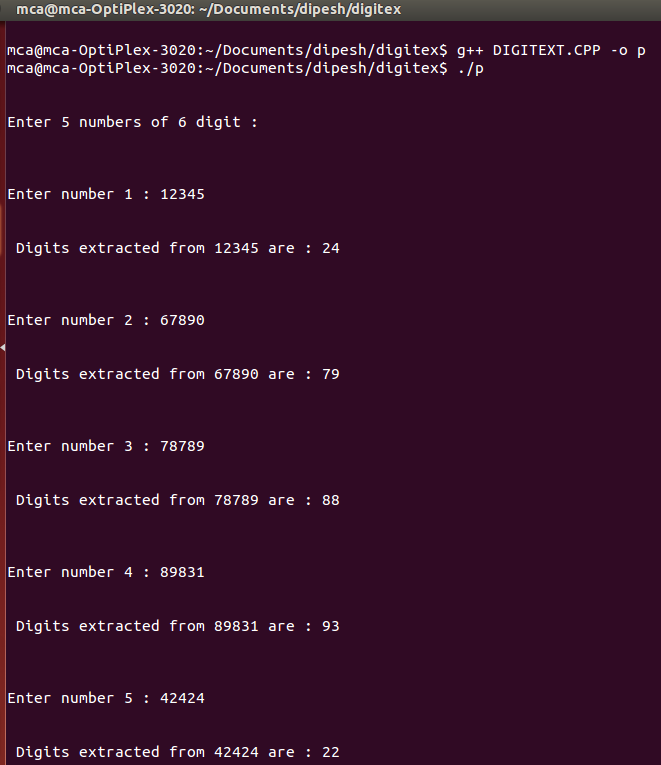 mca@mca-OptiPlex-3020: ~/Documents/dipesh/digitex
mca@mca-OptiPlex-3020:~/Documents/dipesh/digitex$ g++ DIGITEXT.CPP -o p
mca@mca-OptiPlex-3020:~/Documents/dipesh/digitex$ ./p
Enter 5 numbers of 6 digit :
Enter number 1 : 12345
Digits extracted from 12345 are : 24
Enter number 2 : 67890
Digits extracted from 67890 are : 79
Enter number 3 : 78789
Digits extracted from 78789 are : 88
Enter number 4 : 89831
Digits extracted from 89831 are : 93
Enter number 5 : 42424
Digits extracted from 42424 are : 22